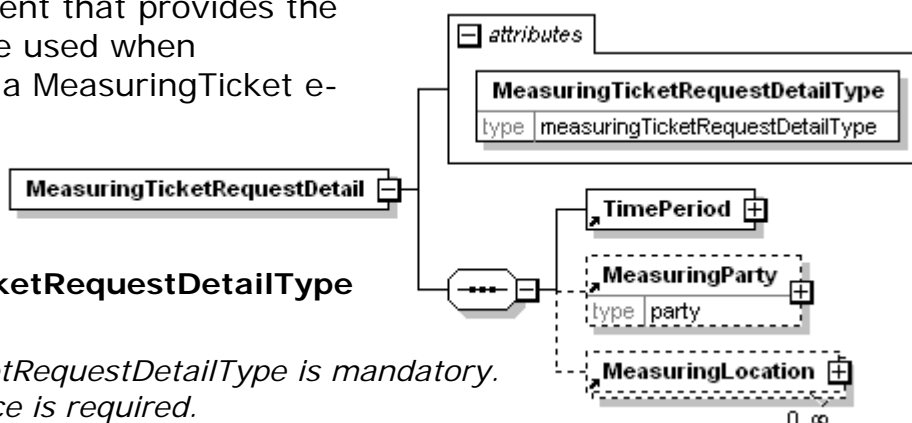 ent that provides the
e used when
a MeasuringTicket e-
attributes
MeasuringTicketRequestDetailType
type measuringTicketRequestDetailType
MeasuringTicketRequestDetail
TimePeriod
MeasuringParty
type party
MeasuringLocation
0..∞
ketRequestDetailType
etRequestDetailType is mandatory.
ce is required.